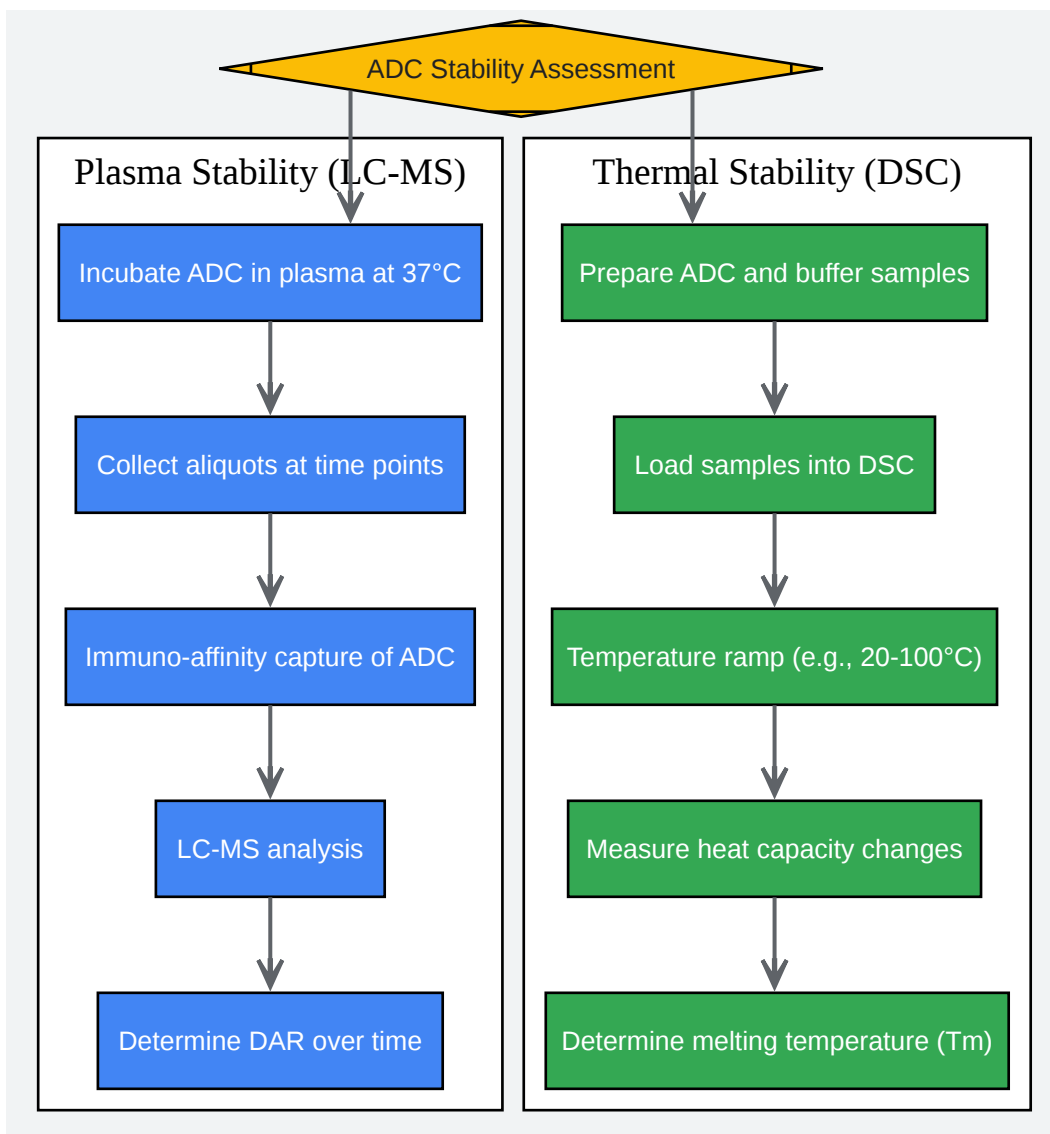 ADC Stability Assessment
Plasma Stability (LC-MS)
Incubate ADC in plasma at 37°C
Collect aliquots at time points
Immuno-affinity capture of ADC
LC-MS analysis
Determine DAR over time
Thermal Stability (DSC)
Prepare ADC and buffer samples
Load samples into DSC
Temperature ramp (e.g., 20-100°C)
Measure heat capacity changes
Determine melting temperature (Tm)